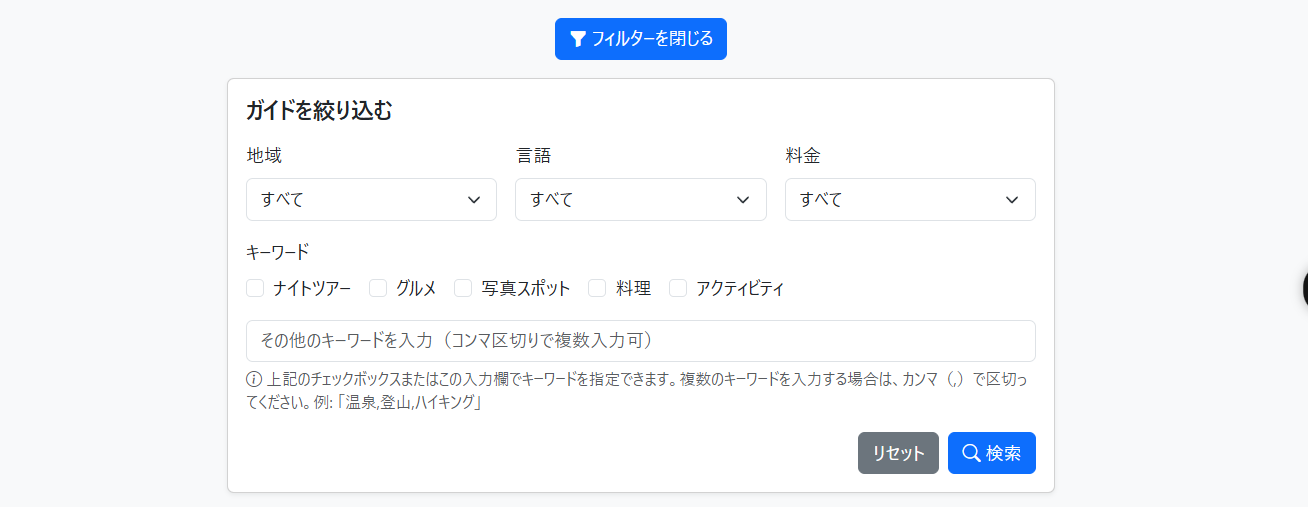 フィルターを閉じる
ガイドを絞り込む
地域 言語 料金
すべて すべて すべて
キーワード
ナイトツアー グルメ 写真スポット 料理 アクティビティ
その他のキーワードを入力（コンマ区切りで複数入力可）
上記のチェックボックスまたはこの入力欄でキーワードを指定できます。複数のキーワードを入力する場合は、カンマ（,）で区切っ
てください。例: 「温泉,登山,ハイキング」
リセット 検索